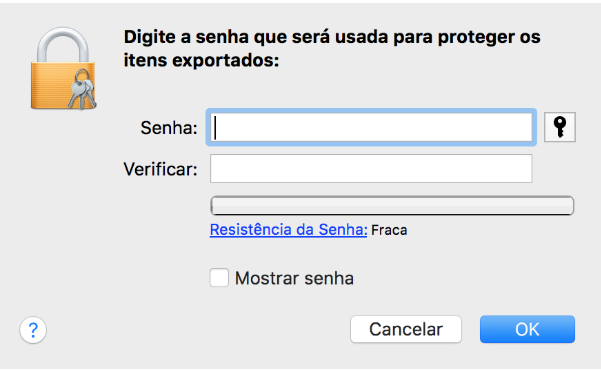 Digite a senha que será usada para proteger os
itens exportados:
Senha:
Verificar:
Resistência da Senha: Fraca
Mostrar senha
?
Cancelar
OK